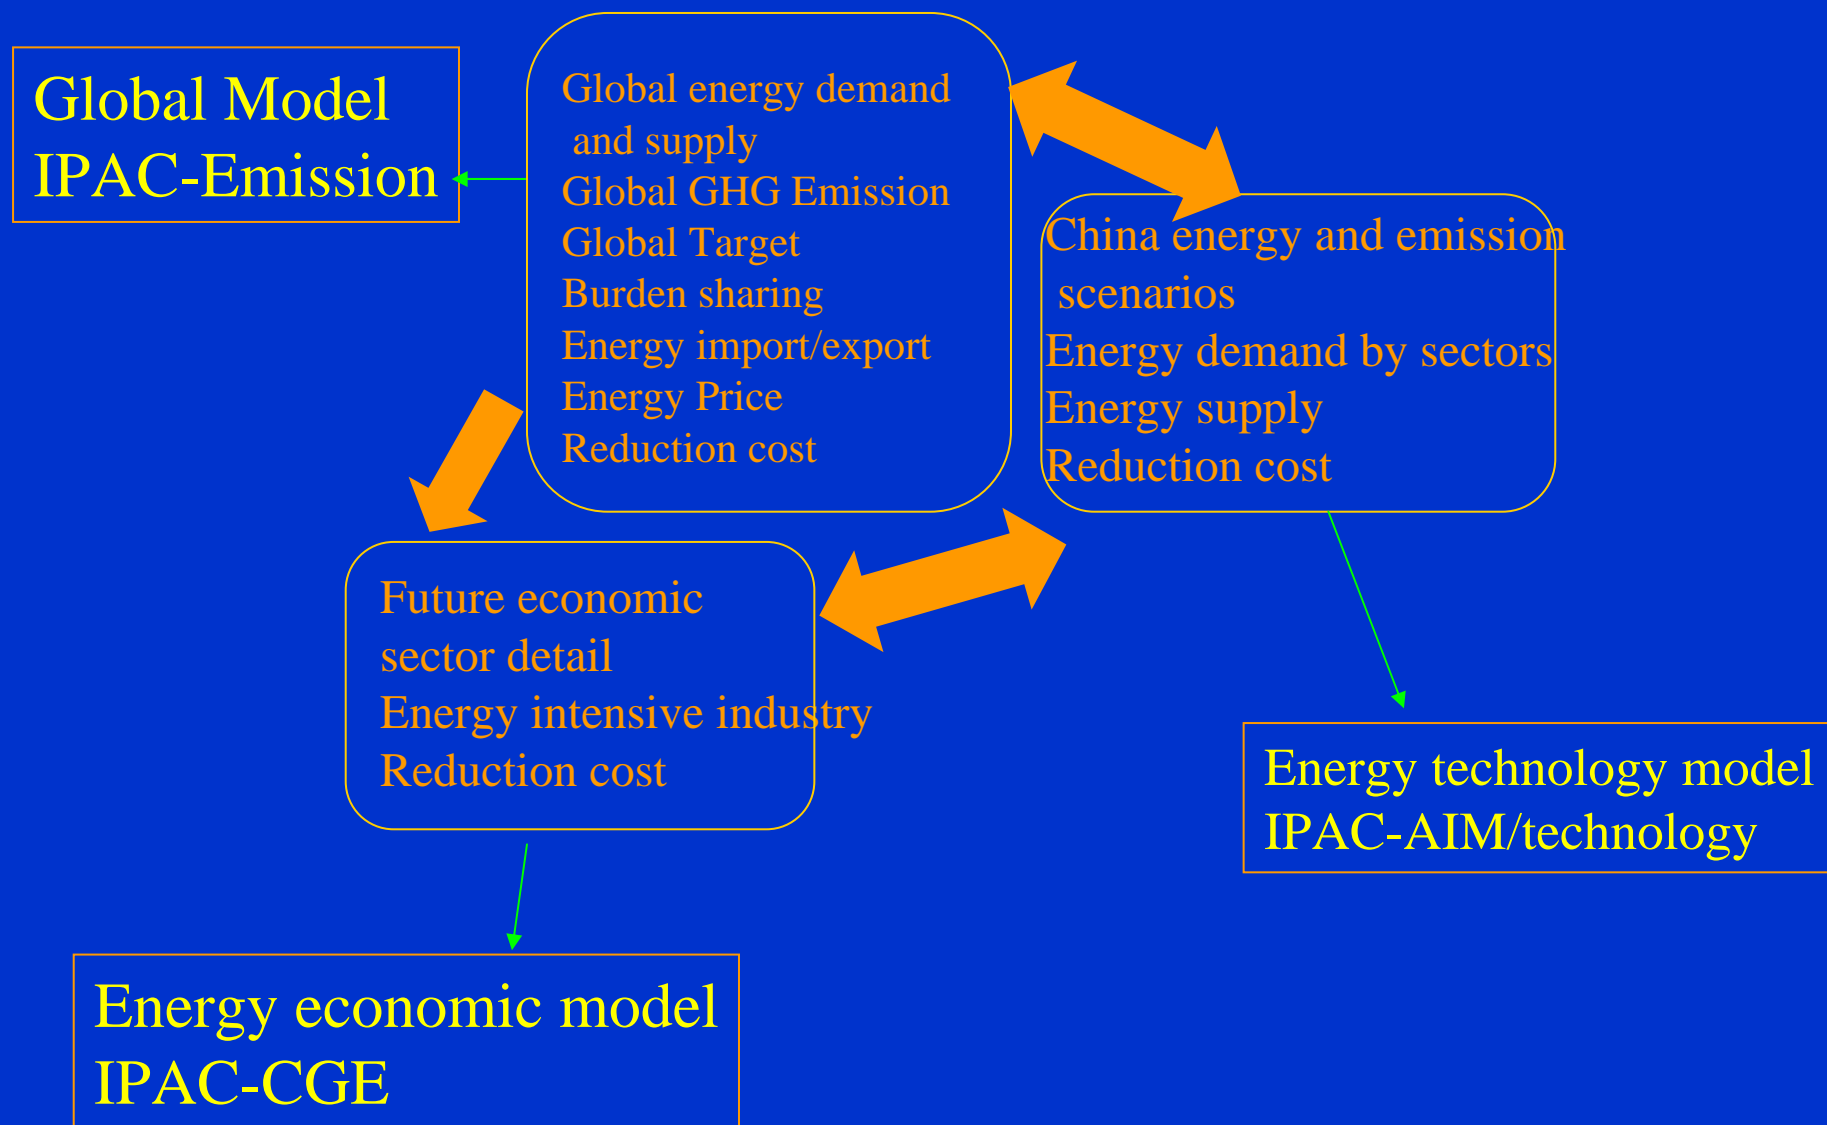 Global Model
IPAC-Emission
Global energy demand
and supply
Global GHG Emission
Global Target
Burden sharing
Energy import/export
Energy Price
Reduction cost
China energy and emission
scenarios
Energy demand by sectors
Energy supply
Reduction cost
Future economic
sector detail
Energy intensive industry
Reduction cost
Energy technology model
IPAC-AIM/technology
Energy economic model
IPAC-CGE